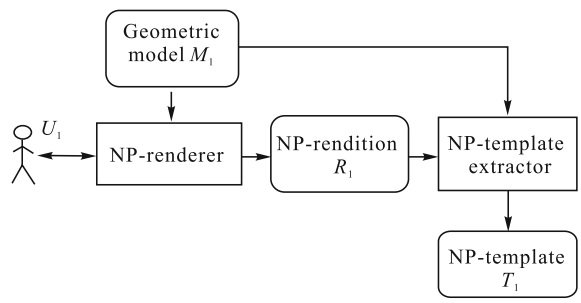 Geometric
model M₁
U₁
NP-renderer
NP-rendition
R₁
NP-template
extractor
NP-template
T₁